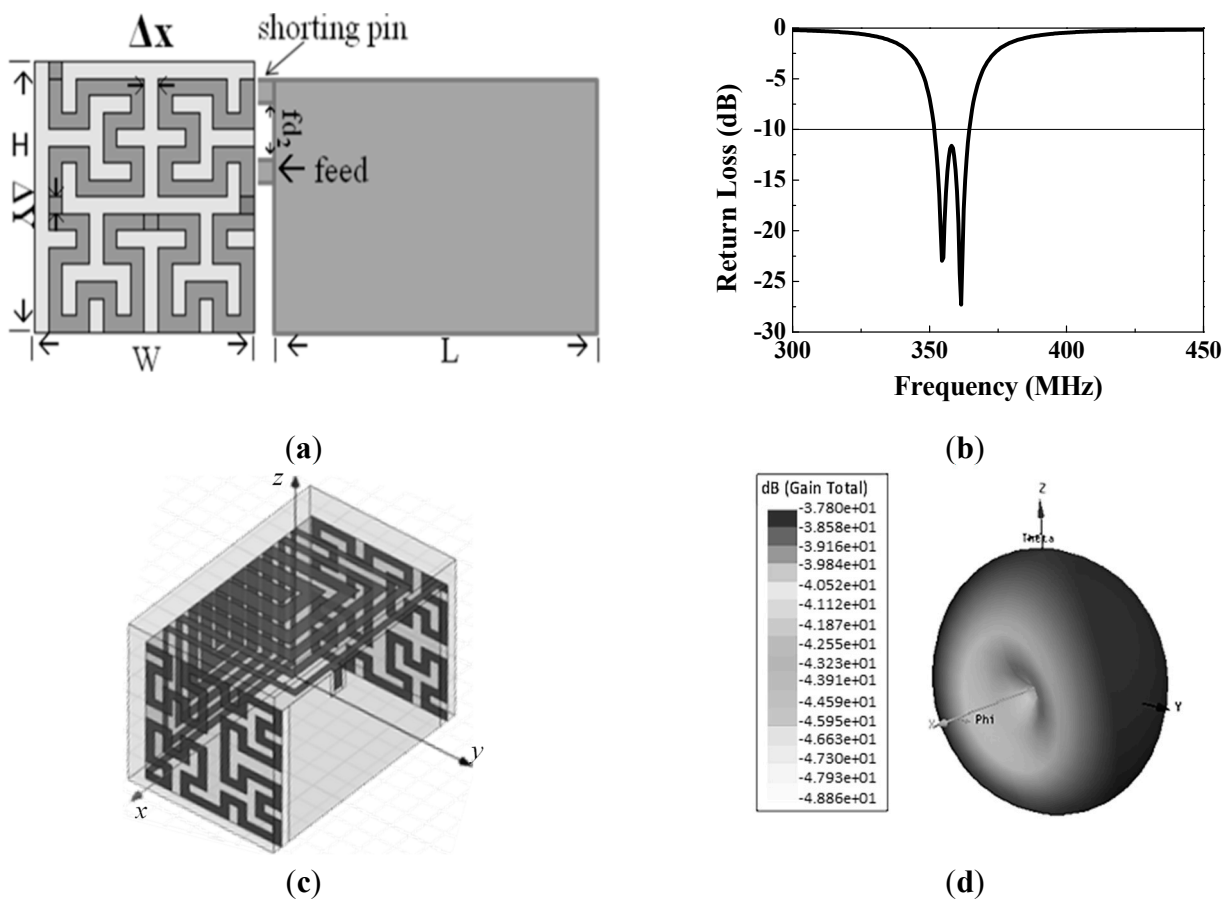 Δx
shorting pin
H
fd₂
ΔY
feed
W
L
(a)
0
-5
-10
-15
-20
-25
-30
Return Loss (dB)
300
350
400
450
Frequency (MHz)
(b)
z
y
x
(c)
dB (Gain Total)
-3.780e+01
-3.858e+01
-3.916e+01
-3.984e+01
-4.052e+01
-4.112e+01
-4.187e+01
-4.255e+01
-4.323e+01
-4.391e+01
-4.459e+01
-4.595e+01
-4.663e+01
-4.730e+01
-4.793e+01
-4.886e+01
Z
Theta
Y
X
Phi
(d)